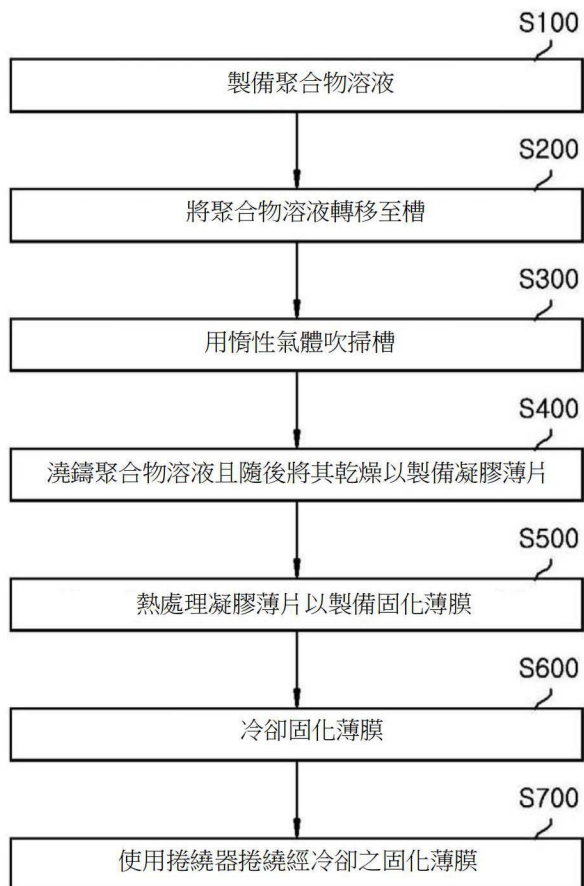 S100
製備聚合物溶液
S200
將聚合物溶液轉移至槽
S300
用惰性氣體吹掃槽
S400
澆鑄聚合物溶液且隨後將其乾燥以製備凝膠薄片
S500
熱處理凝膠薄片以製備固化薄膜
S600
冷卻固化薄膜
S700
使用捲繞器捲繞經冷卻之固化薄膜